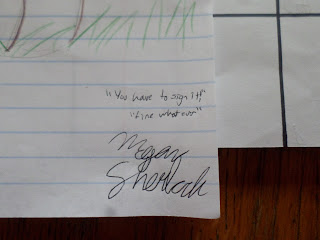 "You have to sign it!"
"fine whatever"
Megan
Sherlock